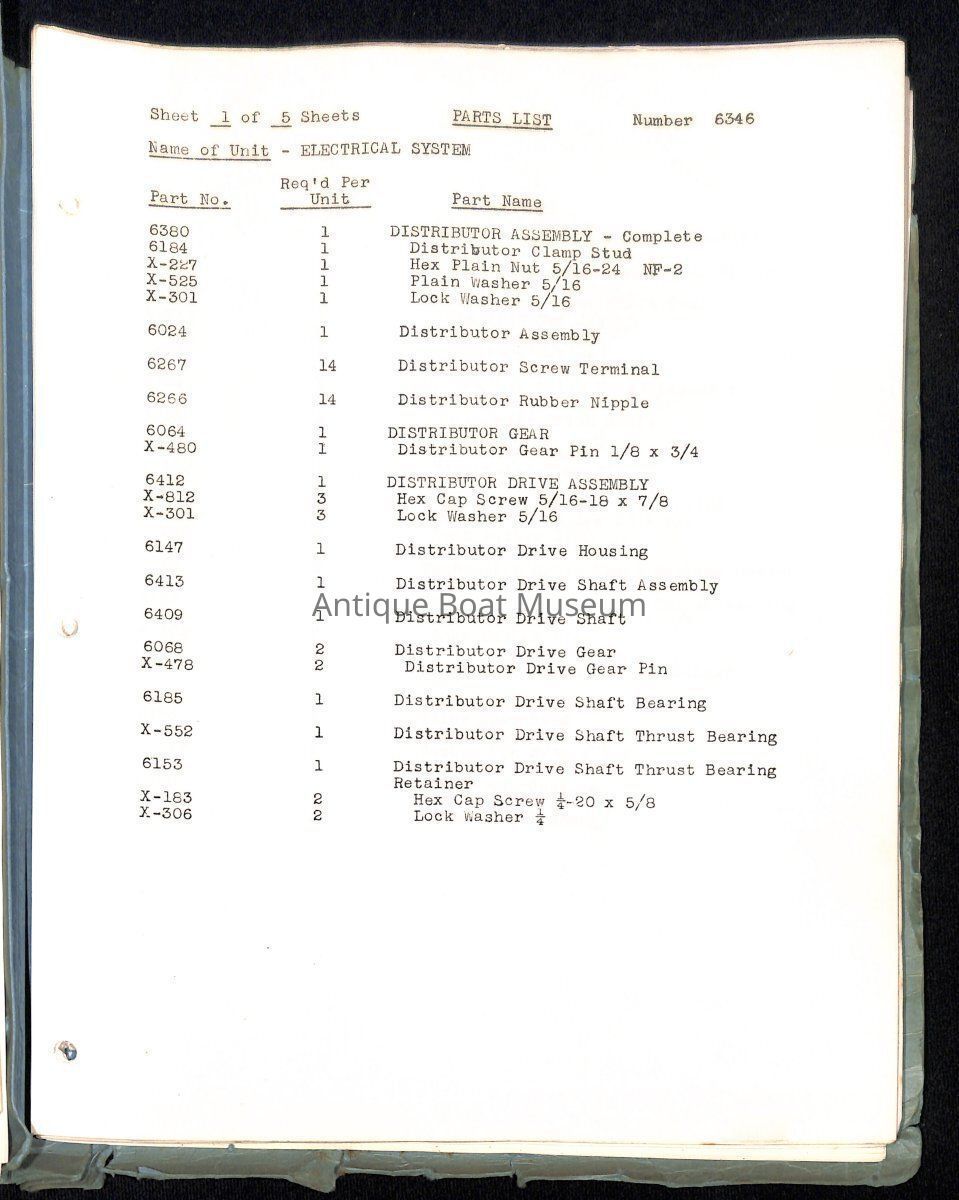 Sheet 1 of 5 Sheets PARTS LIST Number 6346
Name of Unit - ELECTRICAL SYSTEM
Part No. Req'd Per Unit Part Name
6380 1 DISTRIBUTOR ASSEMBLY - Complete
6184 1 Distributor Clamp Stud
X-227 1 Hex Plain Nut 5/16-24 NF-2
X-525 1 Plain Washer 5/16
X-301 1 Lock Washer 5/16
6024 1 Distributor Assembly
6267 14 Distributor Screw Terminal
6266 14 Distributor Rubber Nipple
6064 1 DISTRIBUTOR GEAR
X-480 1 Distributor Gear Pin 1/8 x 3/4
6412 1 DISTRIBUTOR DRIVE ASSEMBLY
X-812 3 Hex Cap Screw 5/16-18 x 7/8
X-301 3 Lock Washer 5/16
6147 1 Distributor Drive Housing
6413 1 Distributor Drive Shaft Assembly
Antique Boat Museum
6409 1 Distributor Drive Shaft
6068 2 Distributor Drive Gear
X-478 2 Distributor Drive Gear Pin
6185 1 Distributor Drive Shaft Bearing
X-552 1 Distributor Drive Shaft Thrust Bearing
6153 1 Distributor Drive Shaft Thrust Bearing
Retainer
X-183 2 Hex Cap Screw ¼-20 x 5/8
X-306 2 Lock Washer ¼